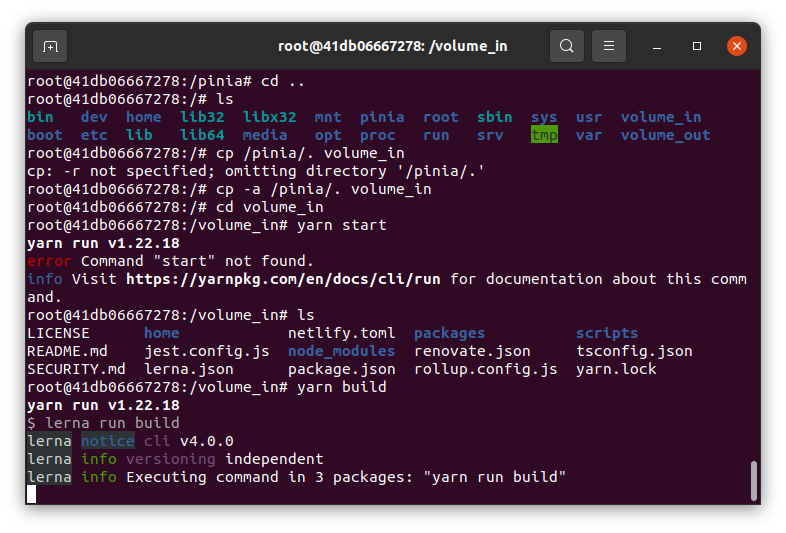 root@41db06667278: /volume_in
root@41db06667278:/pinia# cd ..
root@41db06667278:/# ls
bin dev home lib32 libx32 mnt pinia root sbin sys usr volume_in
boot etc lib lib64 media opt proc run srv tmp var volume_out
root@41db06667278:/# cp /pinia/. volume_in
cp: -r not specified; omitting directory '/pinia/.'
root@41db06667278:/# cp -a /pinia/. volume_in
root@41db06667278:/# cd volume_in
root@41db06667278:/volume_in# yarn start
yarn run v1.22.18
error Command "start" not found.
info Visit https://yarnpkg.com/en/docs/cli/run for documentation about this comm
and.
root@41db06667278:/volume_in# ls
LICENSE home netlify.toml packages scripts
README.md jest.config.js node_modules renovate.json tsconfig.json
SECURITY.md lerna.json package.json rollup.config.js yarn.lock
root@41db06667278:/volume_in# yarn build
yarn run v1.22.18
$ lerna run build
lerna notice cli v4.0.0
lerna info versioning independent
lerna info Executing command in 3 packages: "yarn run build"